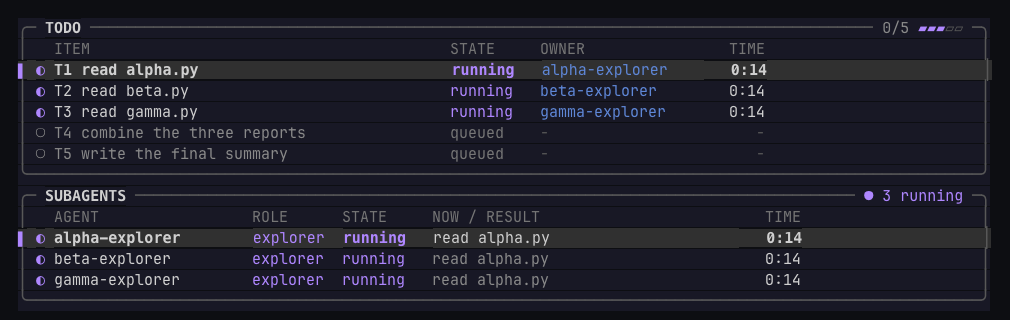 TODO 0/5
ITEM STATE OWNER TIME
T1 read alpha.py running alpha-explorer 0:14
T2 read beta.py running beta-explorer 0:14
T3 read gamma.py running gamma-explorer 0:14
T4 combine the three reports queued - -
T5 write the final summary queued - -
SUBAGENTS 3 running
AGENT ROLE STATE NOW / RESULT TIME
alpha-explorer explorer running read alpha.py 0:14
beta-explorer explorer running read alpha.py 0:14
gamma-explorer explorer running read alpha.py 0:14